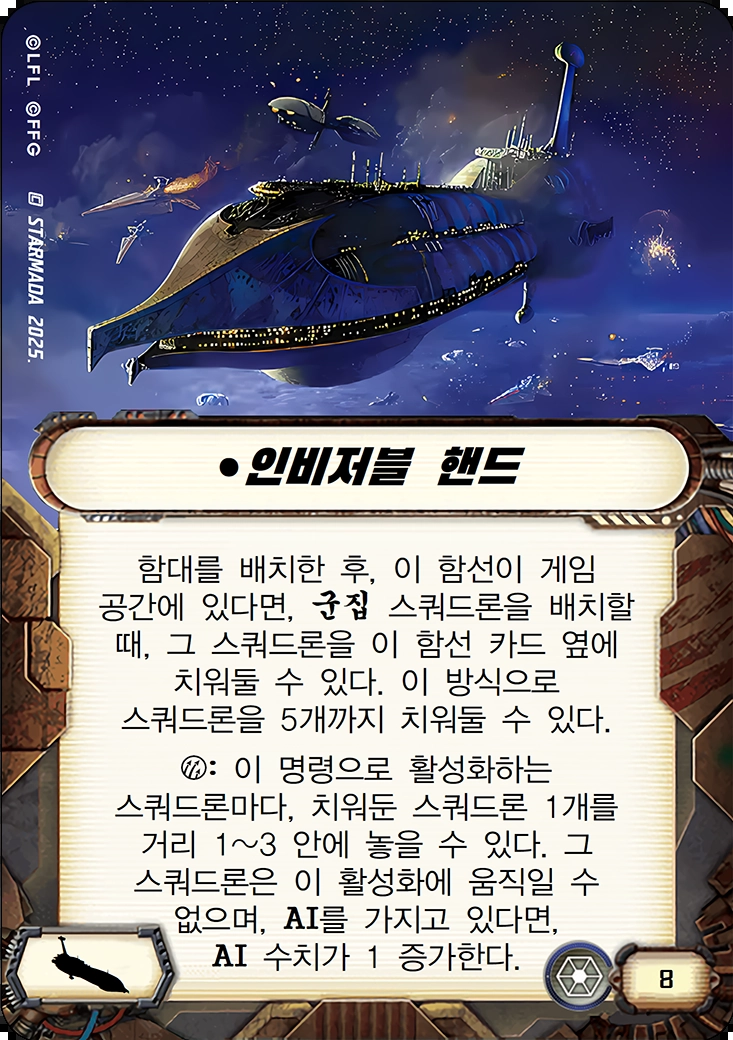 ©LFL ©FFG
STARMADA 2025.
•인비저블 핸드
함대를 배치한 후, 이 함선이 게임
공간에 있다면, 군집 스쿼드론을 배치할
때, 그 스쿼드론을 이 함선 카드 옆에
치워둘 수 있다. 이 방식으로
스쿼드론을 5개까지 치워둘 수 있다.
: 이 명령으로 활성화하는
스쿼드론마다, 치워둔 스쿼드론 1개를
거리 1~3 안에 놓을 수 있다. 그
스쿼드론은 이 활성화에 움직일 수
없으며, AI를 가지고 있다면,
AI 수치가 1 증가한다.
8